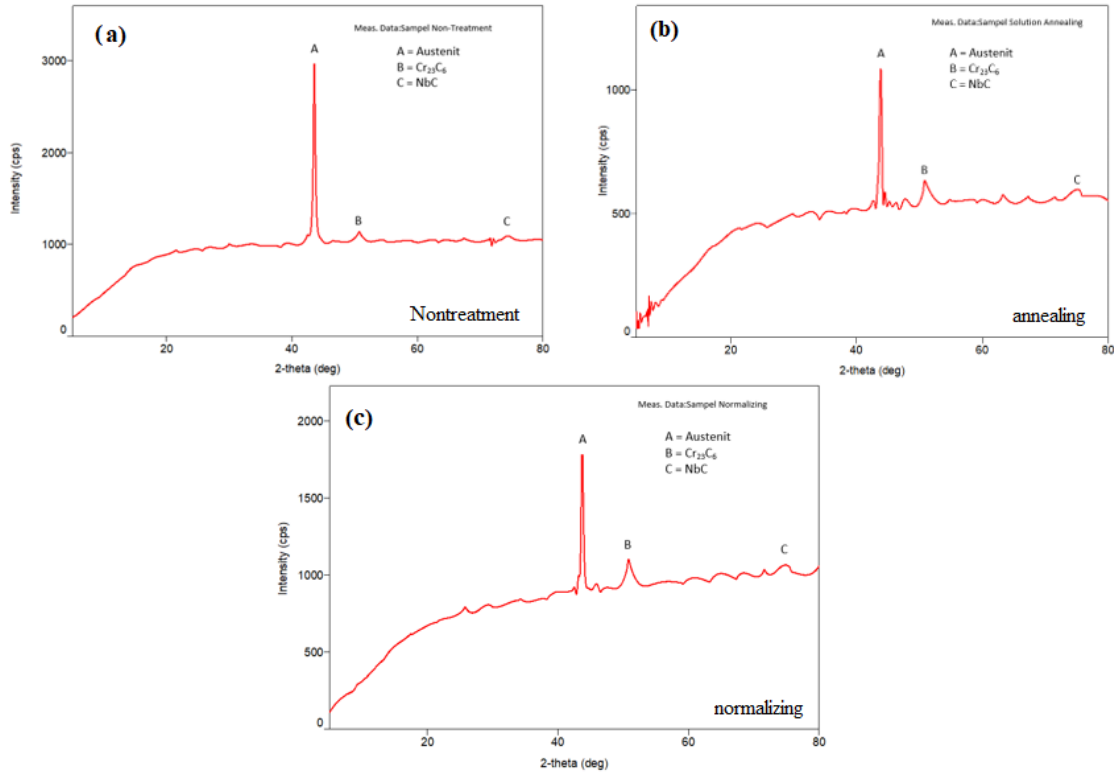 (a)
Meas. Data:Sampel Non-Treatment
A = Austenit
B = Cr₂₃C₆
C = NbC
A
B
C
Intensity (cps)
3000
2000
1000
0
20
40
60
80
2-theta (deg)
Nontreatment
(b)
Meas. Data:Sampel Solution Annealing
A = Austenit
B = Cr₂₃C₆
C = NbC
A
B
C
Intensity (cps)
1000
500
0
20
40
60
80
2-theta (deg)
annealing
(c)
Meas. Data:Sampel Normalizing
A = Austenit
B = Cr₂₃C₆
C = NbC
A
B
C
Intensity (cps)
2000
1500
1000
500
0
20
40
60
80
2-theta (deg)
normalizing